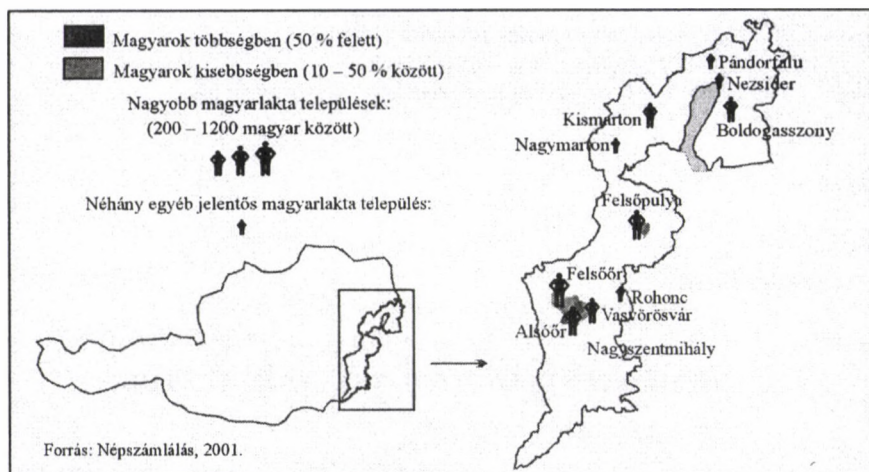 Magyarok többségben (50 % felett)
Magyarok kisebbségben (10 – 50 % között)
Nagyobb magyarlakta települések:
(200 – 1200 magyar között)
Néhány egyéb jelentős magyarlakta település:
Pándorfalu
Nezsider
Kismarton
Boldogasszony
Nagymarton
Felsőpulya
Felsőőr
Rohonc
Vasvörösvár
Alsóőr
Nagyszentmihály
Forrás: Népszámlálás, 2001.